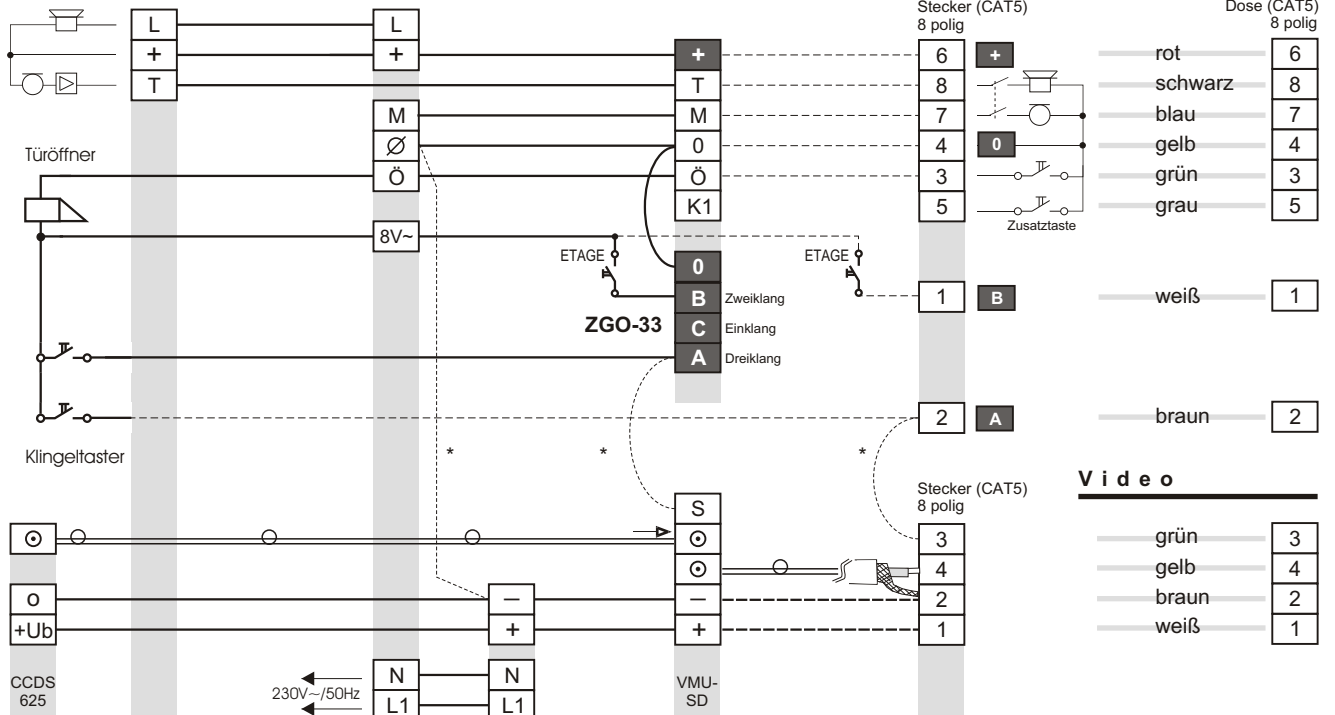 Stecker (CAT5) Dose (CAT5)
8 polig 8 polig
L L
+ + + 6 + rot 6
T T 8 schwarz 8
M M 7 blau 7
Türöffner Ø 0 4 0 gelb 4
Ö Ö 3 grün 3
K1 5 grau 5
Zusatztaste
8V~
ETAGE ETAGE
0
B Zweiklang 1 B weiß 1
ZGO-33 C Einklang
A Dreiklang
2 A braun 2
Klingeltaster * * *
Video
Stecker (CAT5)
8 polig
S
3 grün 3
4 gelb 4
o — — 2 braun 2
+Ub + + 1 weiß 1
CCDS
625
230V~/50Hz
N N
L1 L1
VMU-
SD